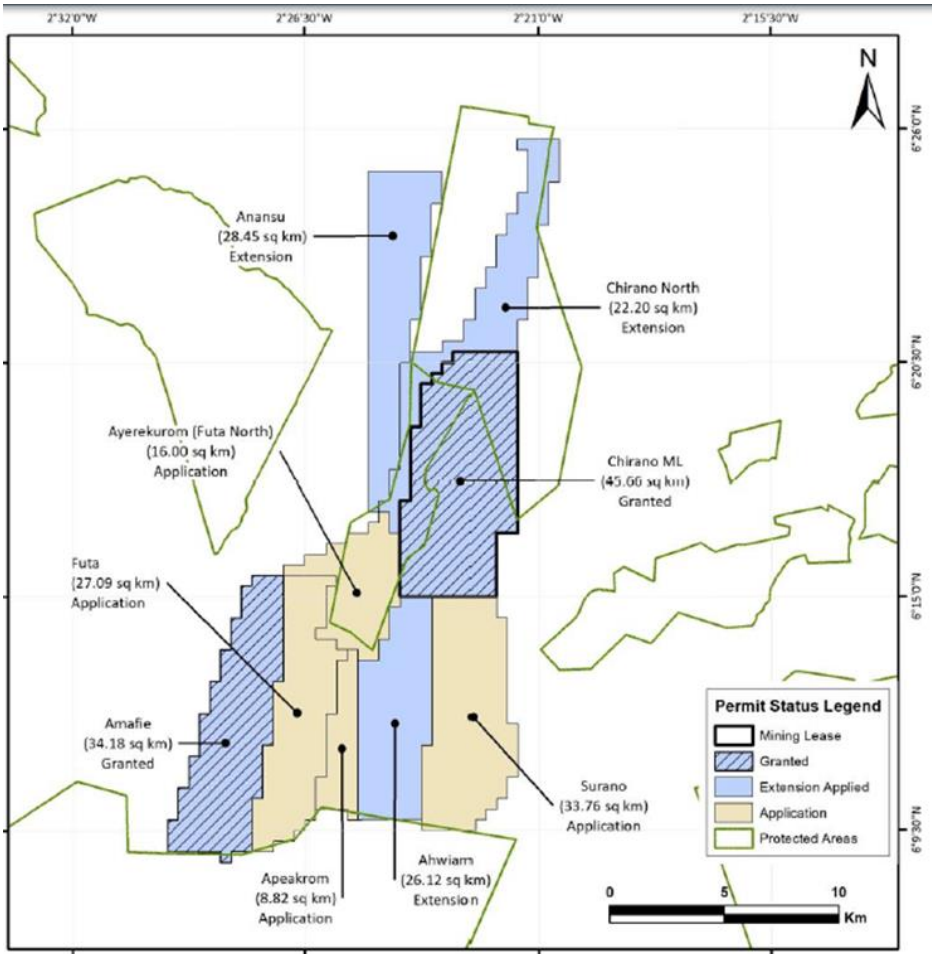 2°32'0"W
2°26'30"W
2°21'0"W
2°15'30"W
N
6°26'0"N
Anansu
(28.45 sq km)
Extension
Chirano North
(22.20 sq km)
Extension
6°20'30"N
Ayerekurom (Futa North)
(16.00 sq km)
Application
Chirano ML
(45.66 sq km)
Granted
Futa
(27.09 sq km)
Application
6°15'0"N
Amafie
(34.18 sq km)
Granted
Surano
(33.76 sq km)
Application
Permit Status Legend
Mining Lease
Granted
Extension Applied
Application
Protected Areas
6°9'30"N
Apeakrom
(8.82 sq km)
Application
Ahwiam
(26.12 sq km)
Extension
0 5 10
Km